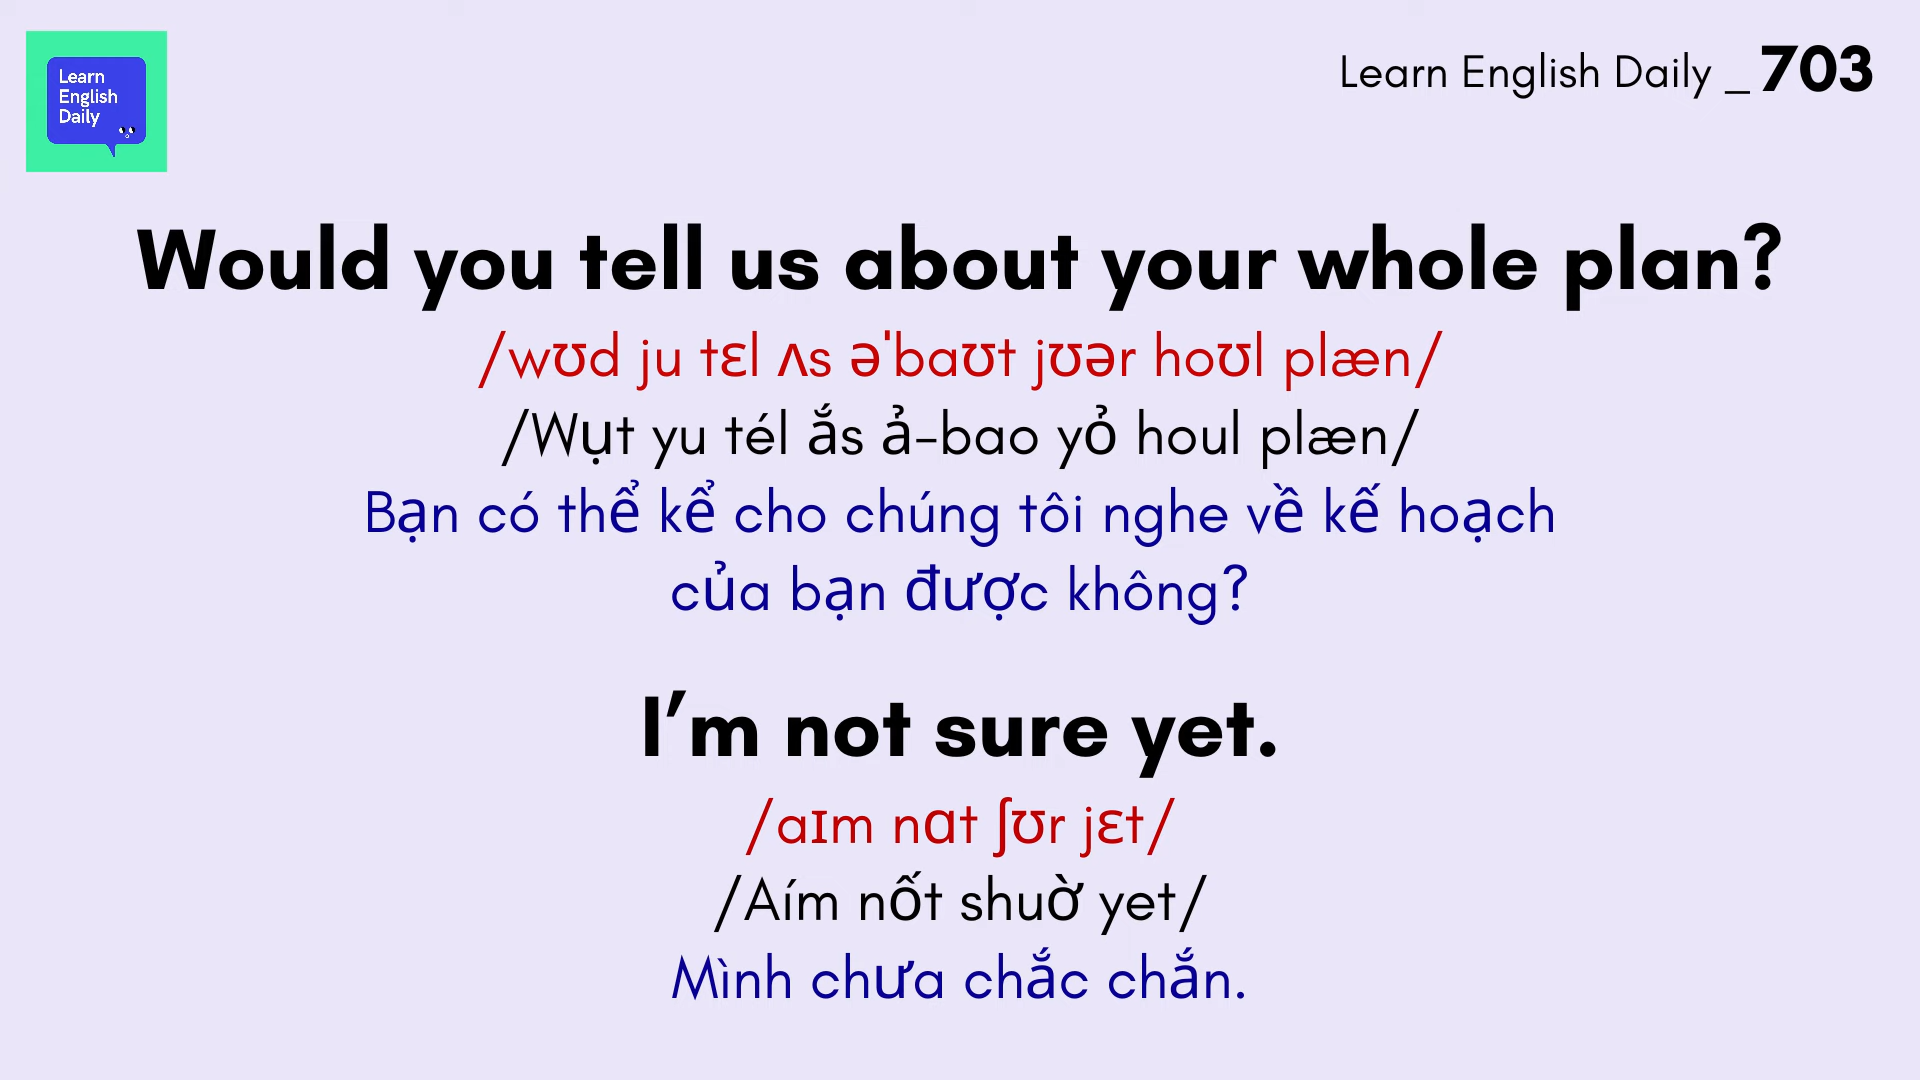 Learn
English
Daily
Learn English Daily _ 703
Would you tell us about your whole plan?
/wʊd ju tɛl ʌs əˈbaʊt jʊər hoʊl plæn/
/Wụt yu tél ắs ả-bao yỏ houl plæn/
Bạn có thể kể cho chúng tôi nghe về kế hoạch
của bạn được không?
I’m not sure yet.
/aɪm nɑt ʃʊr jɛt/
/Aím nốt shuờ yet/
Mình chưa chắc chắn.